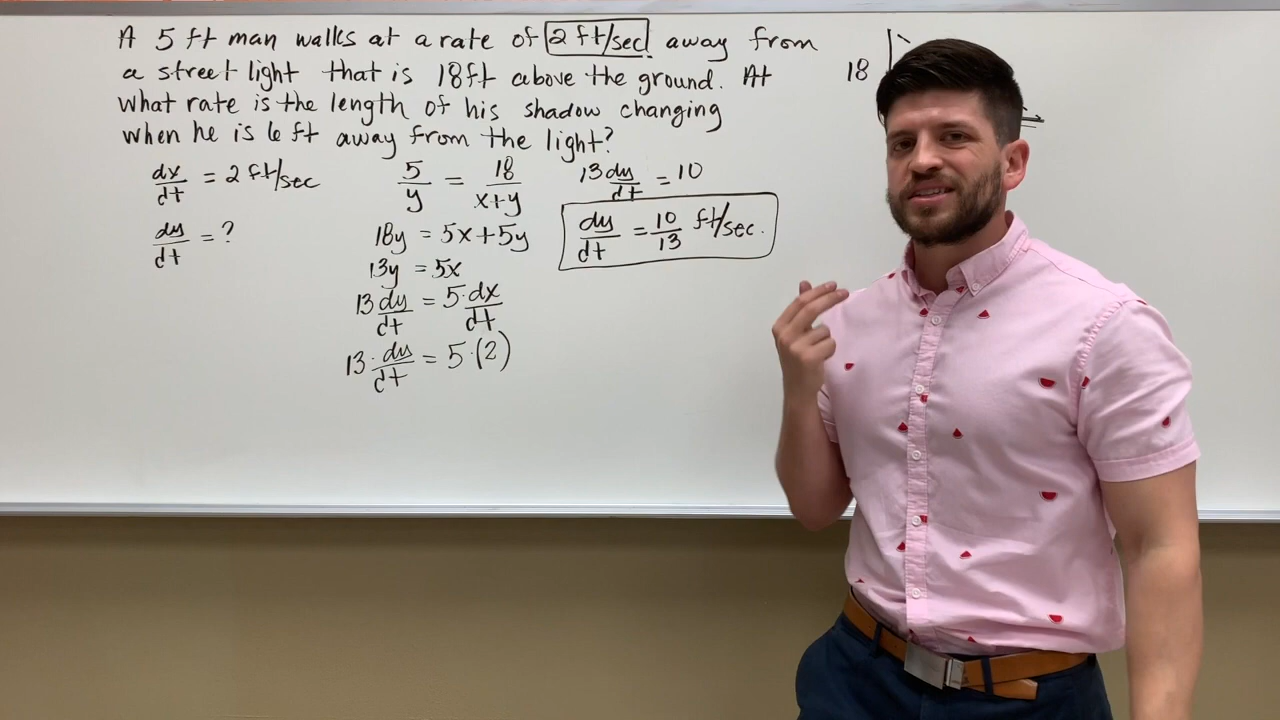 A 5 ft man walks at a rate of 2 ft/sec away from
a street light that is 18ft above the ground. At
what rate is the length of his shadow changing
when he is 6 ft away from the light?
18
dx/dt = 2 ft/sec
dy/dt = ?
5/y = 18/x+y
18y = 5x+5y
13y = 5x
13 dy/dt = 5·dx/dt
13·dy/dt = 5·(2)
13 dy/dt = 10
dy/dt = 10/13 ft/sec.